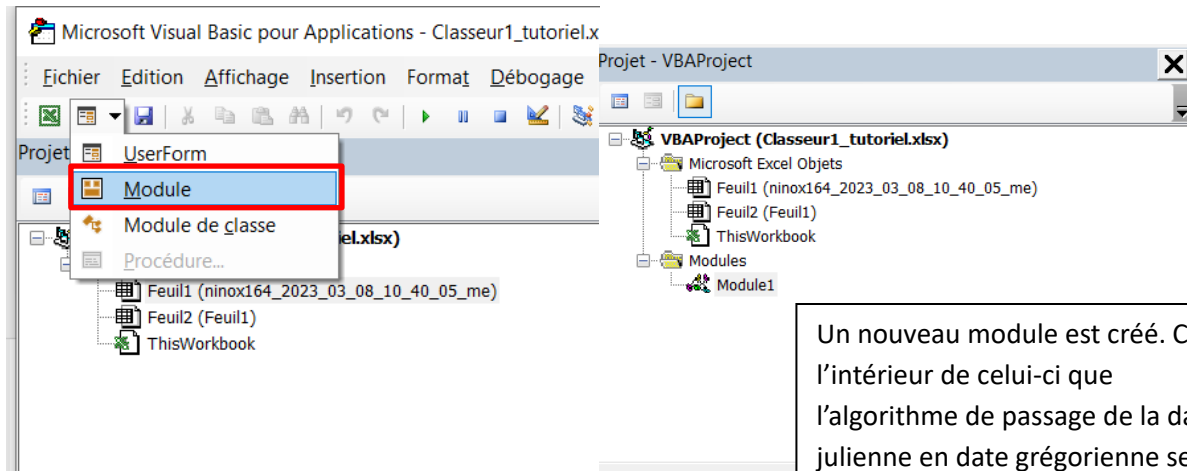 Microsoft Visual Basic pour Applications - Classeur1_tutoriel.x
Fichier Edition Affichage Insertion Format Débogage
Projet
UserForm
Module
Module de classe
Procédure...
iel.xlsx)
Feuil1 (ninox164_2023_03_08_10_40_05_me)
Feuil2 (Feuil1)
ThisWorkbook
Projet - VBAProject
VBAProject (Classeur1_tutoriel.xlsx)
Microsoft Excel Objets
Feuil1 (ninox164_2023_03_08_10_40_05_me)
Feuil2 (Feuil1)
ThisWorkbook
Modules
Module1
Un nouveau module est créé. C
l’intérieur de celui-ci que
l’algorithme de passage de la da
julienne en date grégorienne se